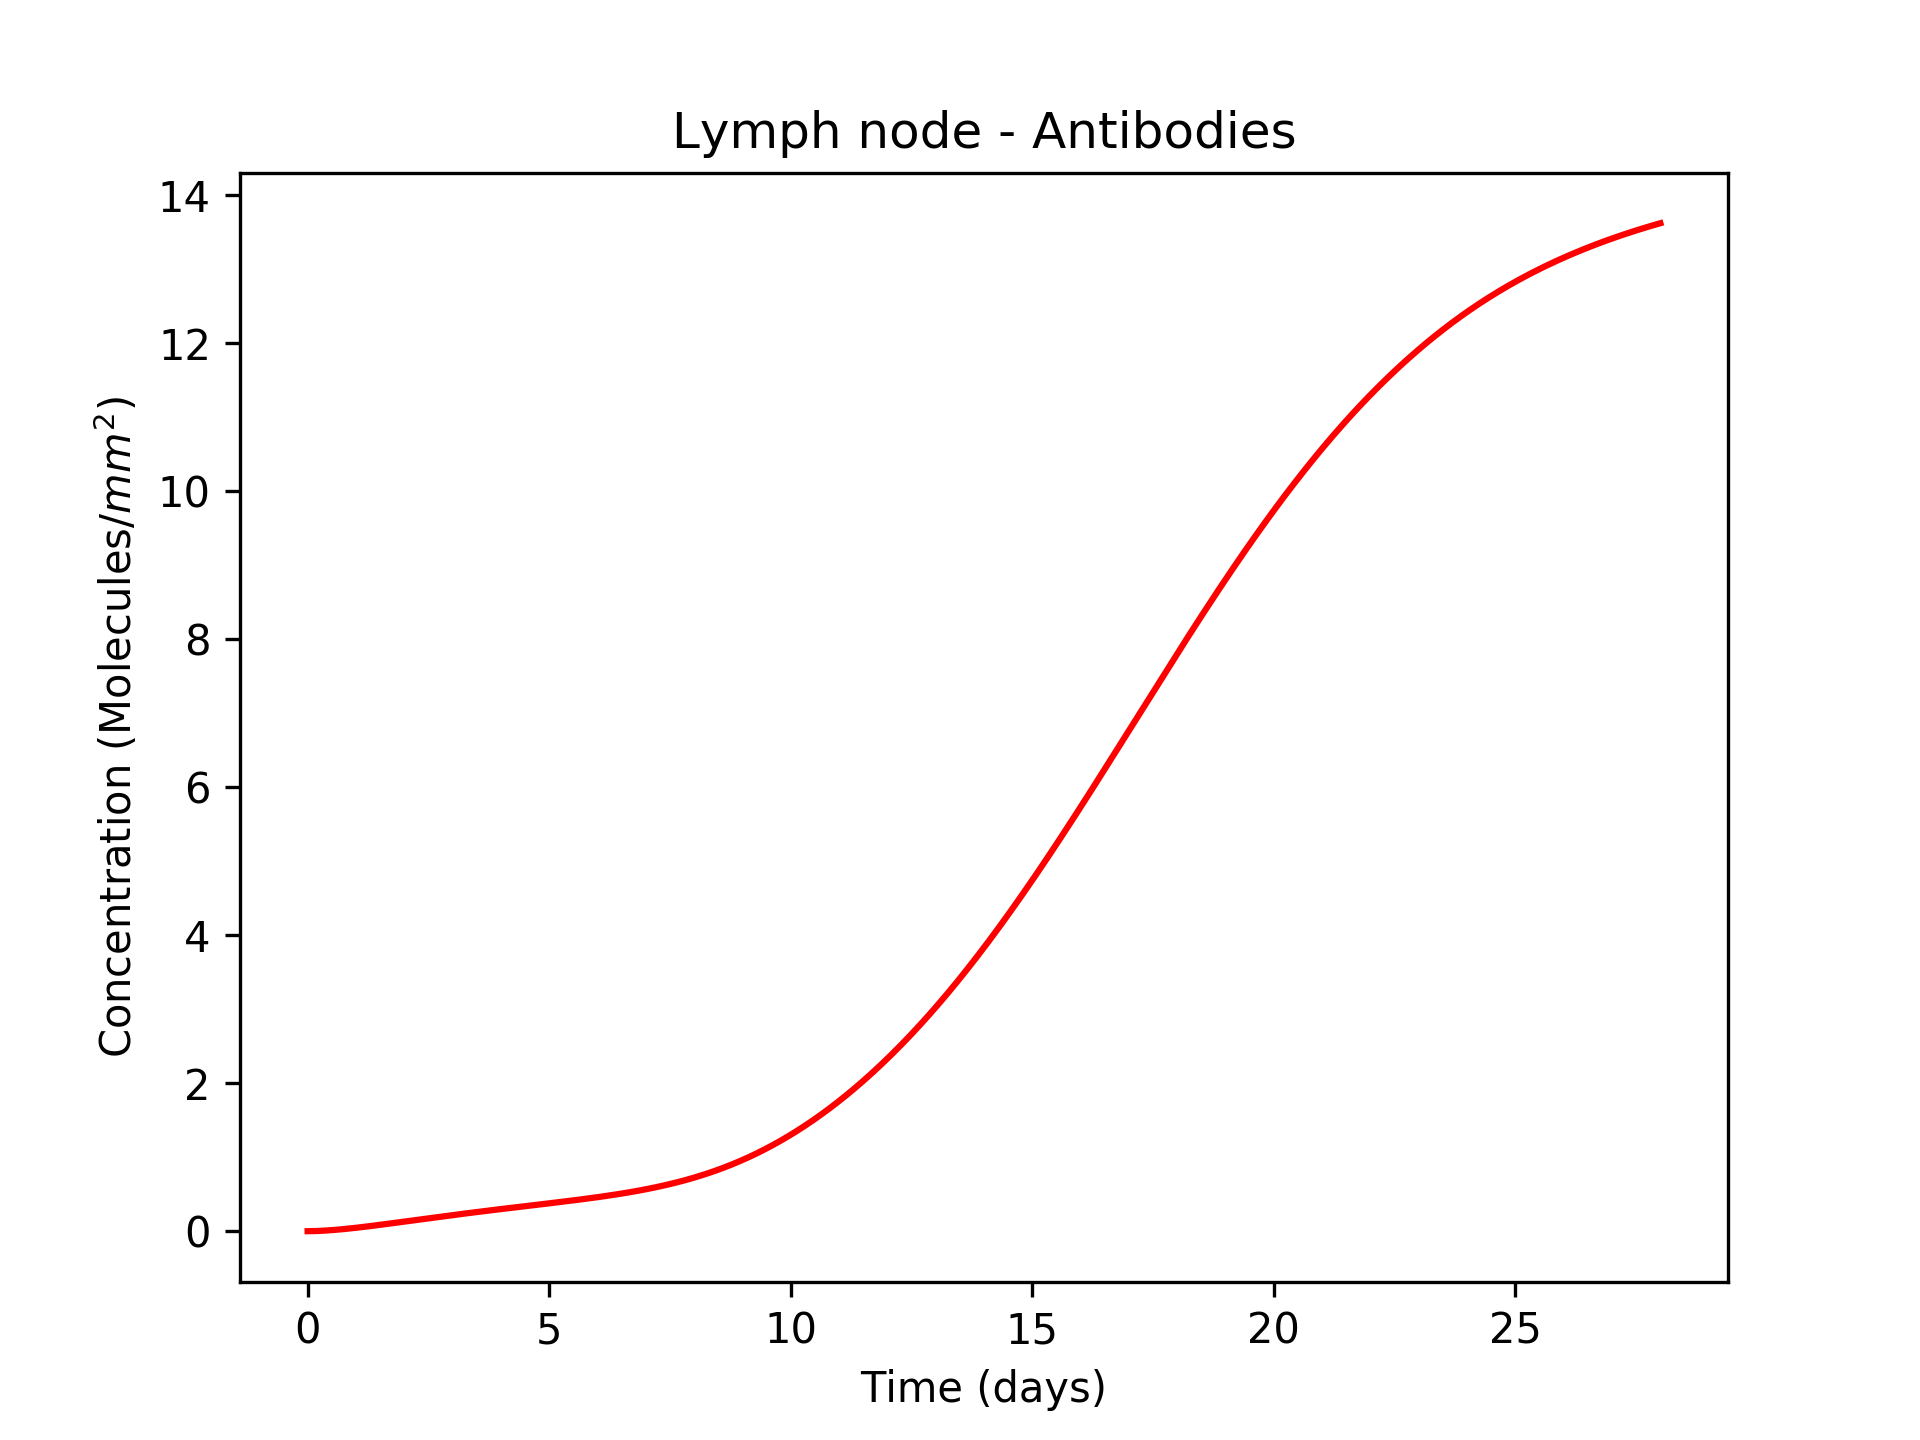 Lymph node - Antibodies
14
12
10
8
6
4
2
0
Concentration (Molecules/mm²)
0 5 10 15 20 25
Time (days)